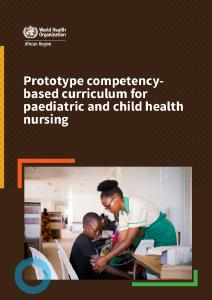 World Health
Organization
African Region
Prototype competency-
based curriculum for
paediatric and child health
nursing